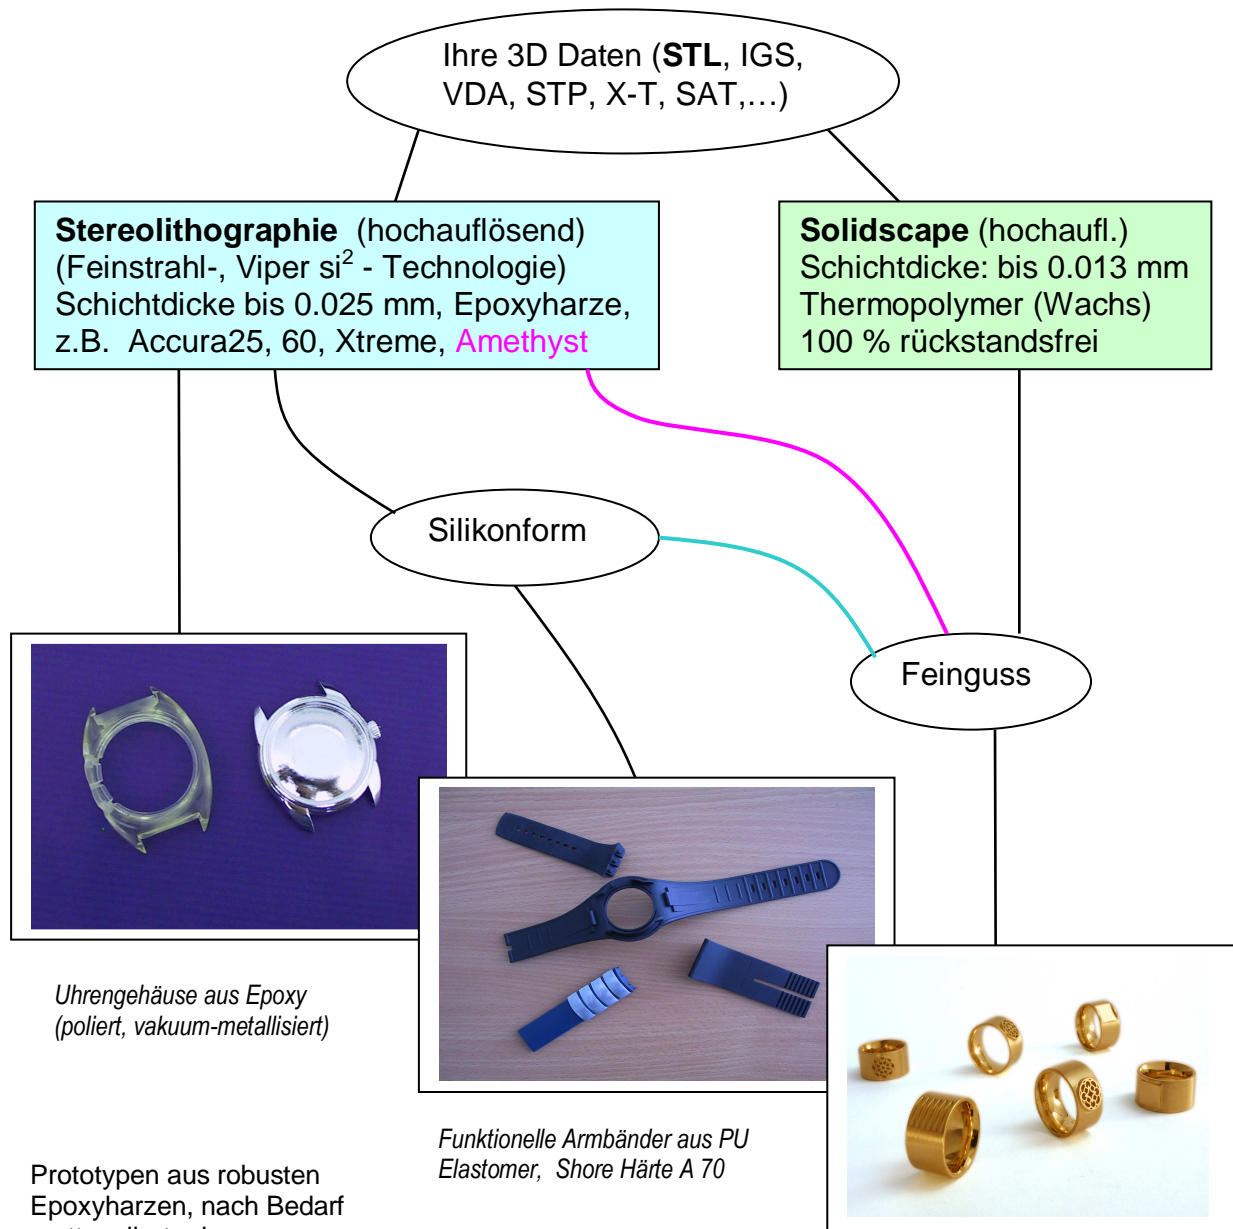 Ihre 3D Daten (STL, IGS,
VDA, STP, X-T, SAT,…)
Stereolithographie (hochauflösend)
(Feinstrahl-, Viper si² - Technologie)
Schichtdicke bis 0.025 mm, Epoxyharze,
z.B. Accura25, 60, Xtreme, Amethyst
Solidscape (hochaufl.)
Schichtdicke: bis 0.013 mm
Thermopolymer (Wachs)
100 % rückstandsfrei
Silikonform
Feinguss
Uhrengehäuse aus Epoxy
(poliert, vakuum-metallisiert)
Funktionelle Armbänder aus PU
Elastomer, Shore Härte A 70
Prototypen aus robusten
Epoxyharzen, nach Bedarf